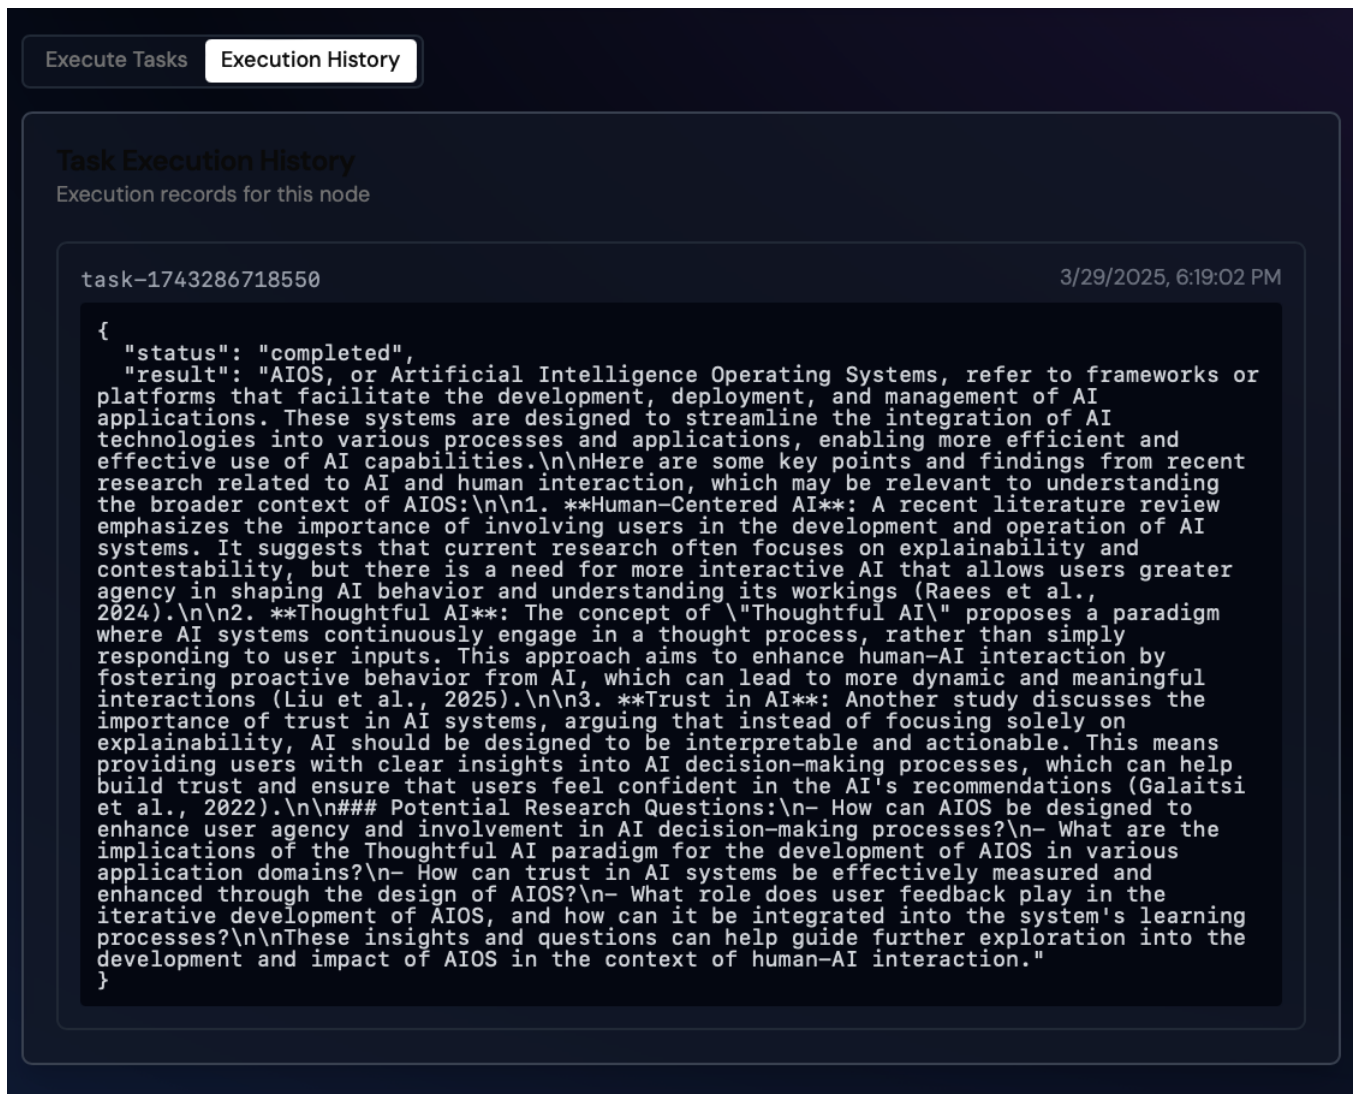 Execute Tasks
Execution History
Task Execution History
Execution records for this node
task-1743286718550
3/29/2025, 6:19:02 PM
{
  "status": "completed",
  "result": "AIOS, or Artificial Intelligence Operating Systems, refer to frameworks or
platforms that facilitate the development, deployment, and management of AI
applications. These systems are designed to streamline the integration of AI
technologies into various processes and applications, enabling more efficient and
effective use of AI capabilities.\n\nHere are some key points and findings from recent
research related to AI and human interaction, which may be relevant to understanding
the broader context of AIOS:\n\n1. **Human-Centered AI**: A recent literature review
emphasizes the importance of involving users in the development and operation of AI
systems. It suggests that current research often focuses on explainability and
contestability, but there is a need for more interactive AI that allows users greater
agency in shaping AI behavior and understanding its workings (Raees et al.,
2024).\n\n2. **Thoughtful AI**: The concept of \"Thoughtful AI\" proposes a paradigm
where AI systems continuously engage in a thought process, rather than simply
responding to user inputs. This approach aims to enhance human-AI interaction by
fostering proactive behavior from AI, which can lead to more dynamic and meaningful
interactions (Liu et al., 2025).\n\n3. **Trust in AI**: Another study discusses the
importance of trust in AI systems, arguing that instead of focusing solely on
explainability, AI should be designed to be interpretable and actionable. This means
providing users with clear insights into AI decision-making processes, which can help
build trust and ensure that users feel confident in the AI's recommendations (Galaitsi
et al., 2022).\n\n### Potential Research Questions:\n- How can AIOS be designed to
enhance user agency and involvement in AI decision-making processes?\n- What are the
implications of the Thoughtful AI paradigm for the development of AIOS in various
application domains?\n- How can trust in AI systems be effectively measured and
enhanced through the design of AIOS?\n- What role does user feedback play in the
iterative development of AIOS, and how can it be integrated into the system's learning
processes?\n\nThese insights and questions can help guide further exploration into the
development and impact of AIOS in the context of human-AI interaction."
}